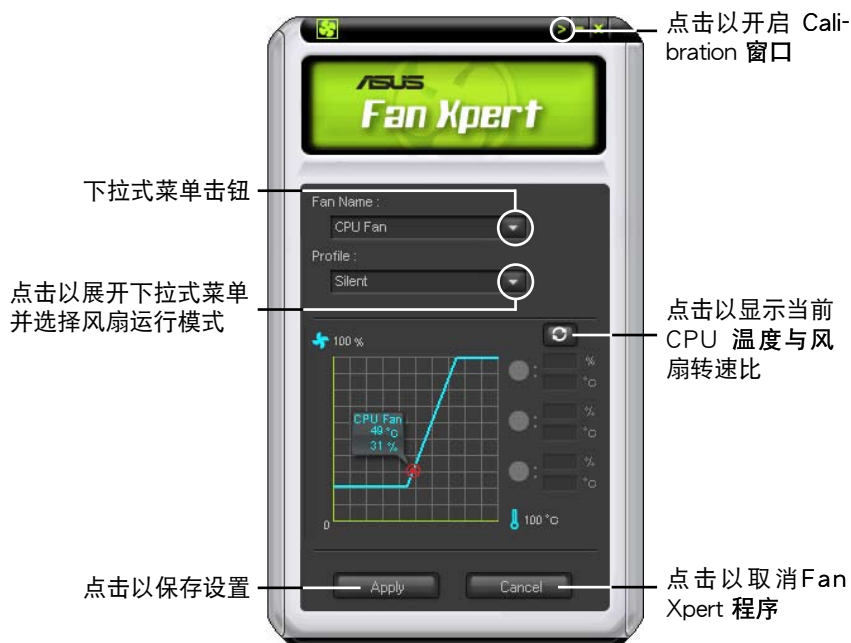 点击以开启 Cali-
bration 窗口
ASUS
Fan Xpert
下拉式菜单击钮
Fan Name :
CPU Fan
Profile :
Silent
点击以展开下拉式菜单
并选择风扇运行模式
点击以显示当前
CPU 温度与风
扇转速比
100 %
%
°C
%
°C
%
°C
CPU Fan
49 °C
31 %
0
100 °C
点击以保存设置
Apply
Cancel
点击以取消Fan
Xpert 程序